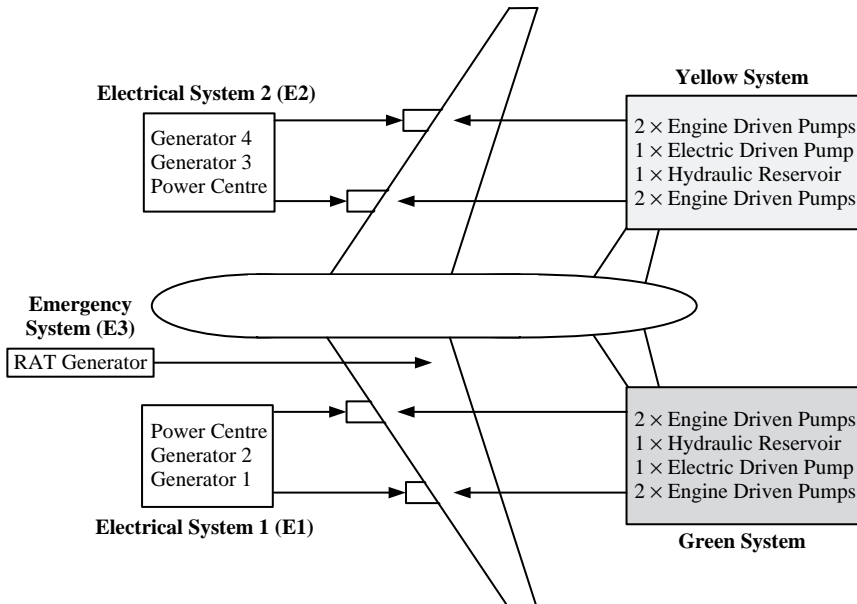 Electrical System 2 (E2)
Generator 4
Generator 3
Power Centre
Yellow System
2 × Engine Driven Pumps
1 × Electric Driven Pump
1 × Hydraulic Reservoir
2 × Engine Driven Pumps
Emergency
System (E3)
RAT Generator
Power Centre
Generator 2
Generator 1
Electrical System 1 (E1)
2 × Engine Driven Pumps
1 × Hydraulic Reservoir
1 × Electric Driven Pump
2 × Engine Driven Pumps
Green System